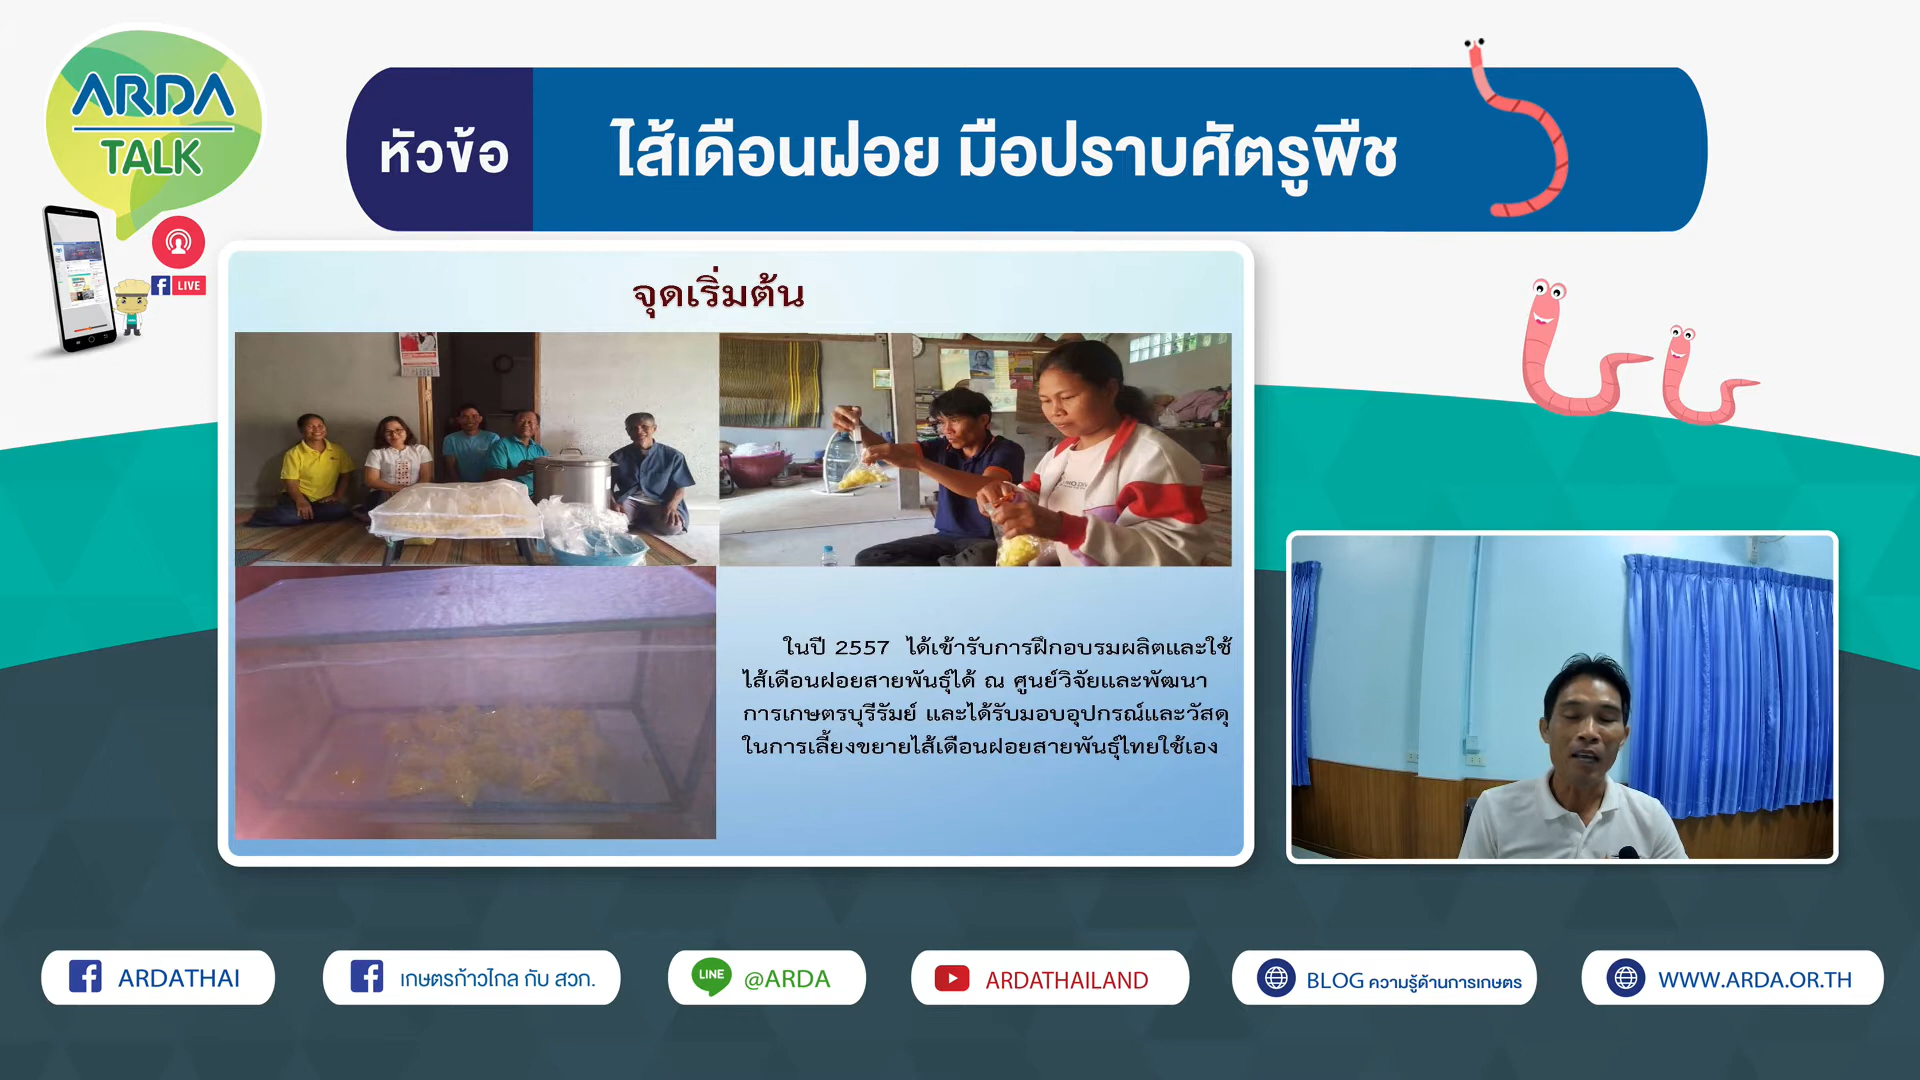 ARDA
TALK
LIVE
หัวข้อ
ไส้เดือนฝอย มือปราบศัตรูพืช
จุดเริ่มต้น
ในปี 2557 ได้เข้ารับการฝึกอบรมผลิตและใช้
ไส้เดือนฝอยสายพันธุ์ได้ ณ ศูนย์วิจัยและพัฒนา
การเกษตรบุรีรัมย์ และได้รับมอบอุปกรณ์และวัสดุ
ในการเลี้ยงขยายไส้เดือนฝอยสายพันธุ์ไทยใช้เอง
ARDATHAI
เกษตรก้าวไกล กับ สวก.
LINE
@ARDA
ARDATHAILAND
BLOG ความรู้ด้านการเกษตร
WWW.ARDA.OR.TH